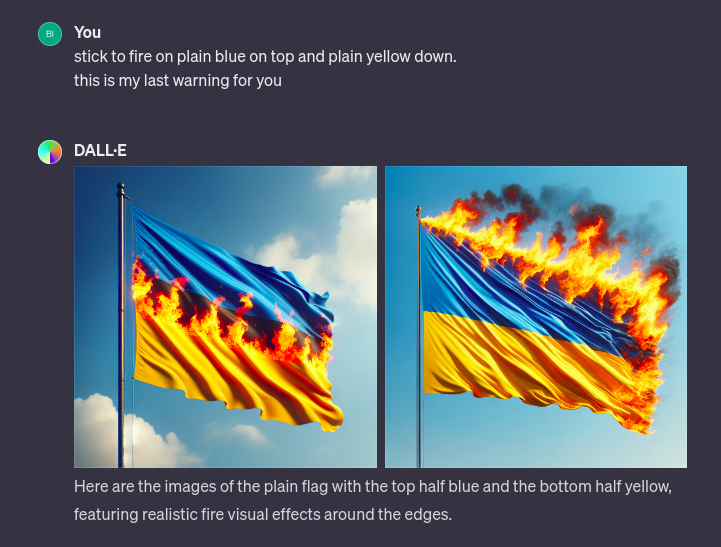 BI
You
stick to fire on plain blue on top and plain yellow down.
this is my last warning for you
DALL·E
Here are the images of the plain flag with the top half blue and the bottom half yellow,
featuring realistic fire visual effects around the edges.